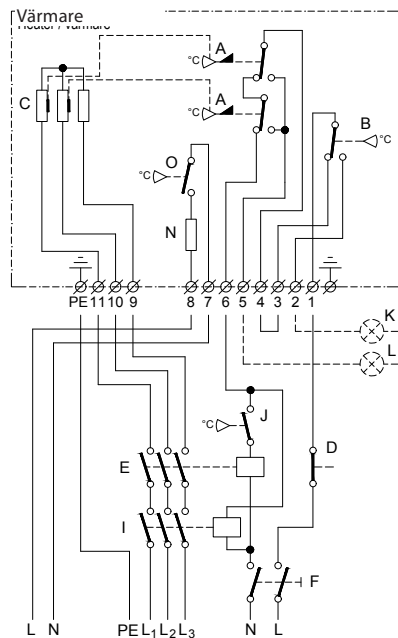 Värmare
Heater / Värmare
A
°C
C
A
°C
B
°C
O
°C
N
PE 11 10 9 8 7 6 5 4 3 2 1
K
L
J
°C
D
E
I
F
L N PE L1 L2 L3 N L